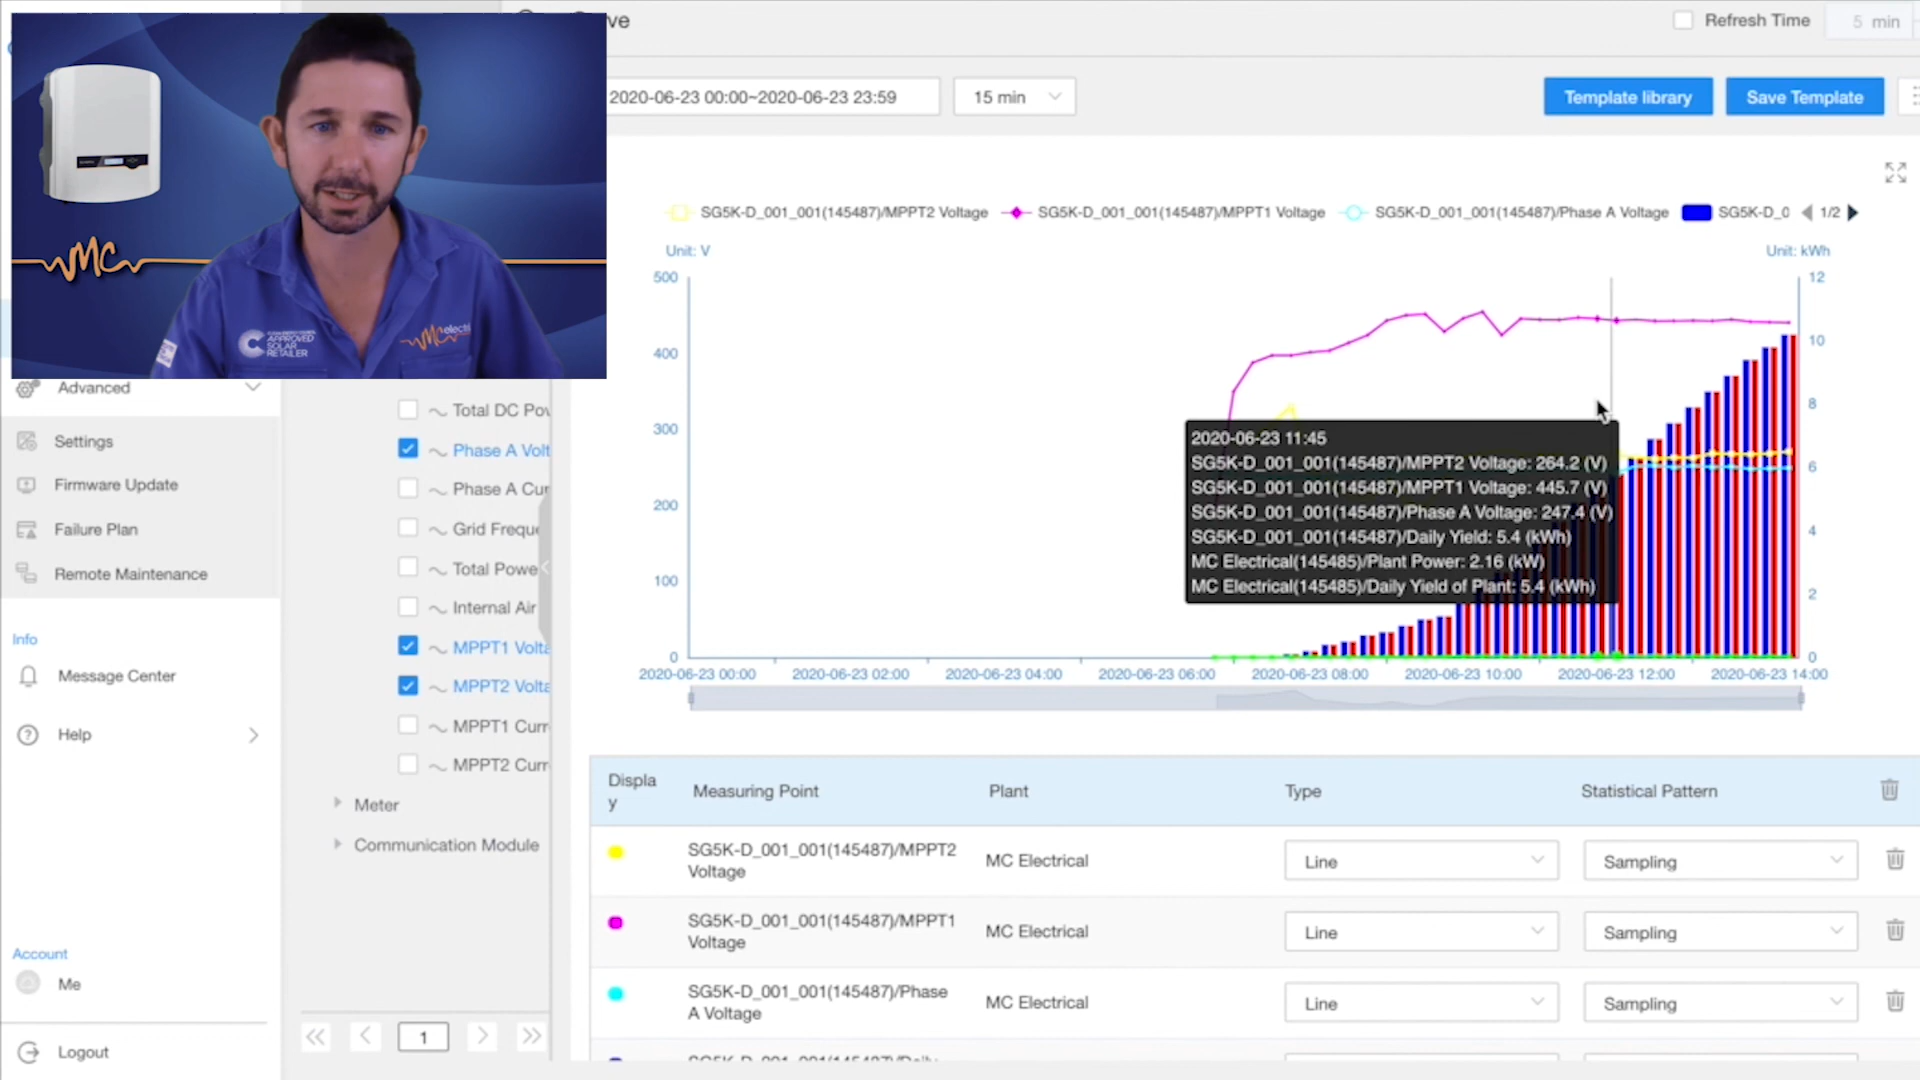 ve
Refresh Time
5 min
2020-06-23 00:00~2020-06-23 23:59
15 min
Template library
Save Template
MC
APPROVED
SOLAR
RETAILER
MC electri
SG5K-D_001_001(145487)/MPPT2 Voltage
SG5K-D_001_001(145487)/MPPT1 Voltage
SG5K-D_001_001(145487)/Phase A Voltage
SG5K-D_0
1/2
Unit: V
Unit: kWh
500
400
300
200
100
0
12
10
8
6
4
2
0
2020-06-23 11:45
SG5K-D_001_001(145487)/MPPT2 Voltage: 264.2 (V)
SG5K-D_001_001(145487)/MPPT1 Voltage: 445.7 (V)
SG5K-D_001_001(145487)/Phase A Voltage: 247.4 (V)
SG5K-D_001_001(145487)/Daily Yield: 5.4 (kWh)
MC Electrical(145485)/Plant Power: 2.16 (kW)
MC Electrical(145485)/Daily Yield of Plant: 5.4 (kWh)
2020-06-23 00:00
2020-06-23 02:00
2020-06-23 04:00
2020-06-23 06:00
2020-06-23 08:00
2020-06-23 10:00
2020-06-23 12:00
2020-06-23 14:00
Advanced
Settings
Firmware Update
Failure Plan
Remote Maintenance
Info
Message Center
Help
Account
Me
Logout
Total DC Pov
Phase A Volt
Phase A Cur
Grid Freque
Total Powe
Internal Air
MPPT1 Volta
MPPT2 Volta
MPPT1 Curr
MPPT2 Curr
Meter
Communication Module
1
Displa
y
Measuring Point
Plant
Type
Statistical Pattern
SG5K-D_001_001(145487)/MPPT2
Voltage
MC Electrical
Line
Sampling
SG5K-D_001_001(145487)/MPPT1
Voltage
MC Electrical
Line
Sampling
SG5K-D_001_001(145487)/Phase
A Voltage
MC Electrical
Line
Sampling
SG5K-D_001_001(145487)/Daily